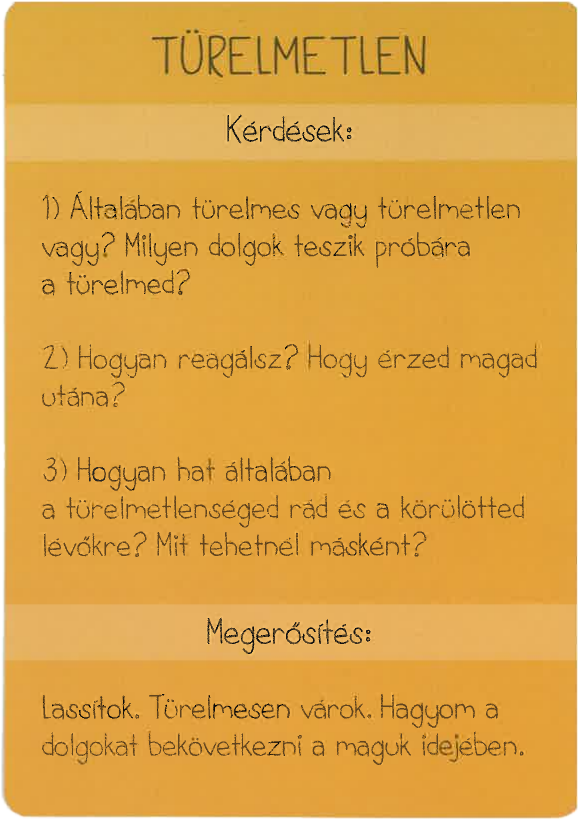 TÜRELMETLEN
Kérdések:
1) Általában türelmes vagy türelmetlen
vagy? Milyen dolgok teszik próbára
a türelmed?
2) Hogyan reagálsz? Hogy érzed magad
utána?
3) Hogyan hat általában
a türelmetlenséged rád és a körülötted
lévőkre? Mit tehetnél másként?
Megerősítés:
Lassítok. Türelmesen várok. Hagyom a
dolgokat bekövetkezni a maguk idejében.